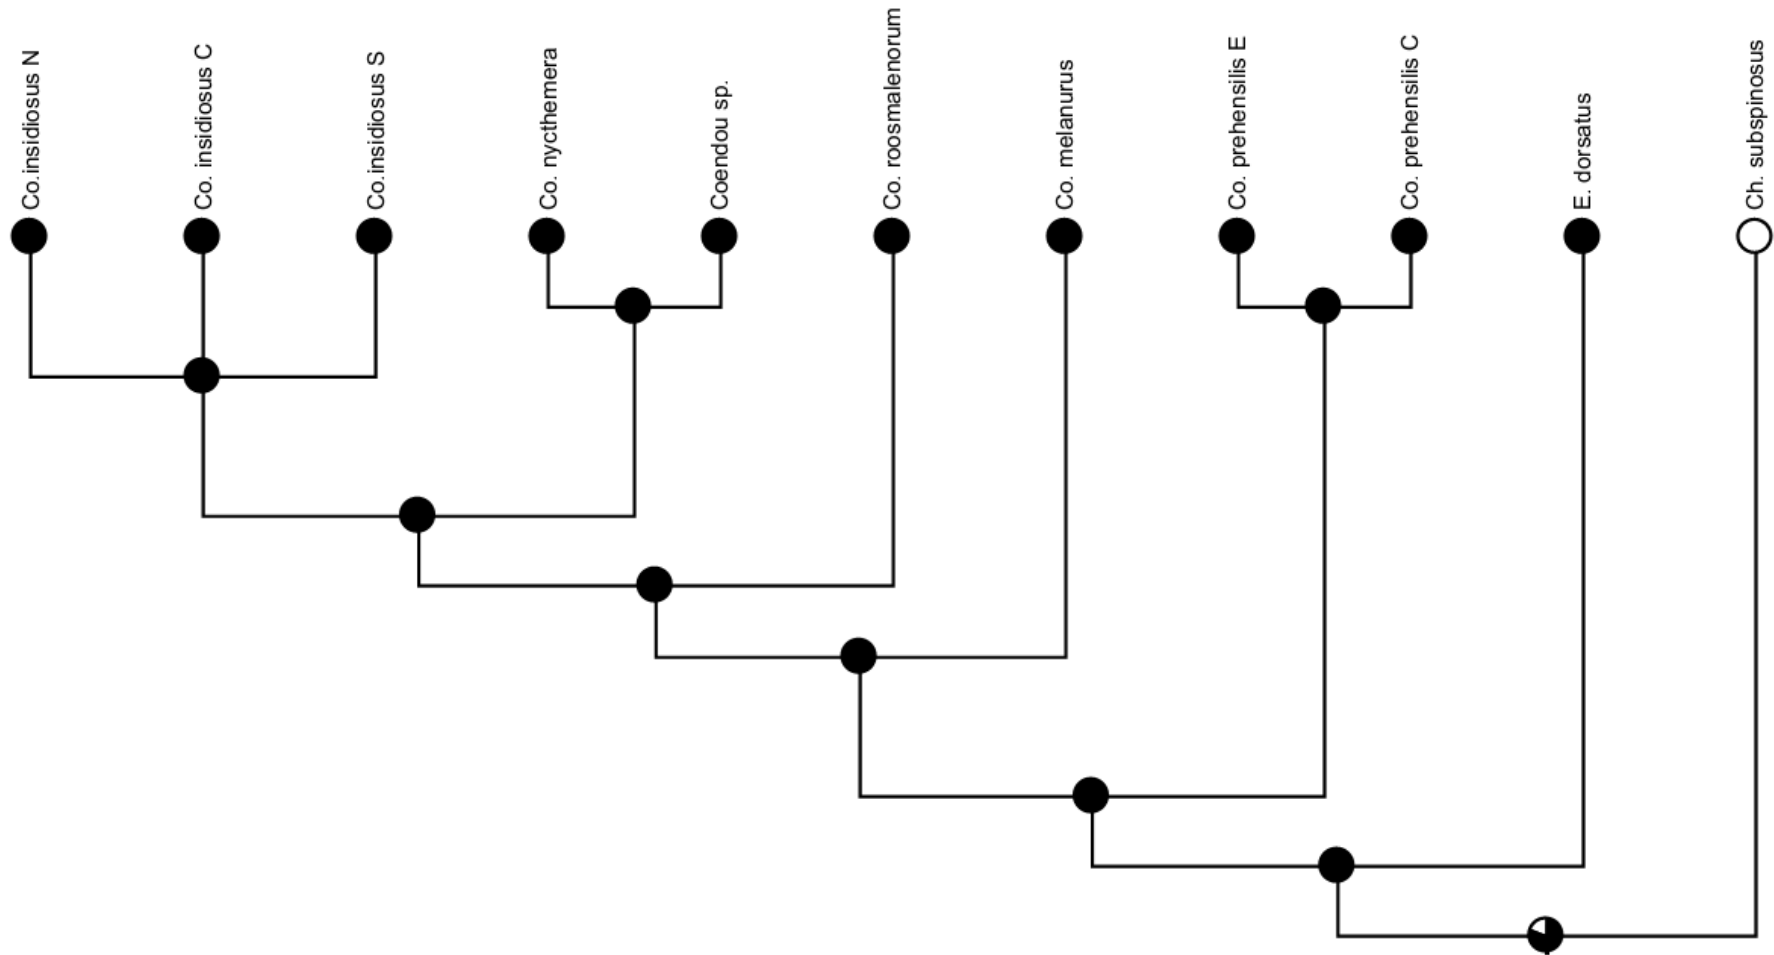 Co.insidiosus N
Co. insidiosus C
Co.insidiosus S
Co. nycthemera
Coendou sp.
Co. roosmalenorum
Co. melanurus
Co. prehensilis E
Co. prehensilis C
E. dorsatus
Ch. subspinosus